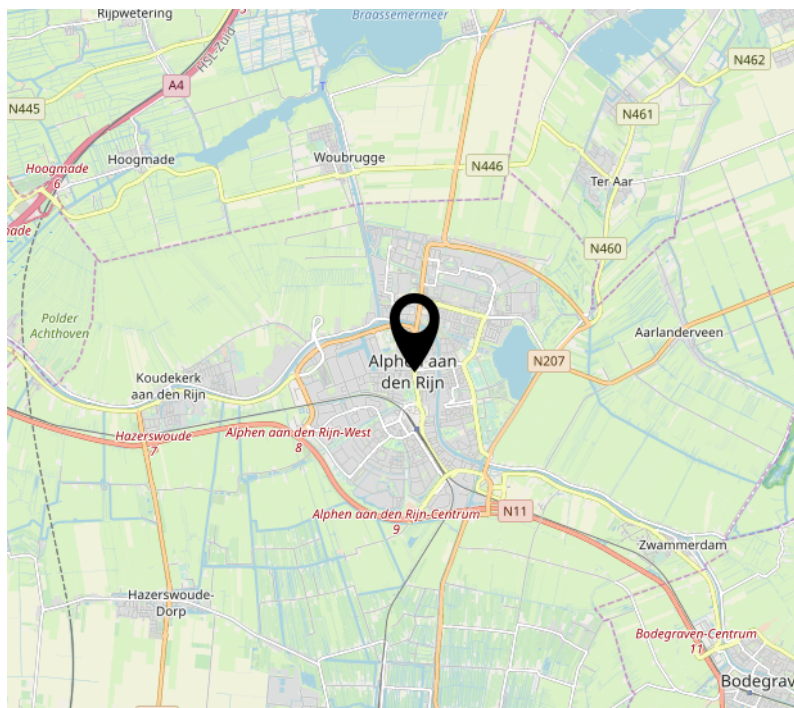 Rijpwetering
5
Braassemermeer
HSL Zuid
N462
A4
N445
N461
Hoogmade
6
Hoogmade
Woubrugge
N446
Ter Aar
made
N460
Polder
Achthoven
Aarlanderveen
Alphen aan
den Rijn
N207
Koudekerk
aan den Rijn
Hazerswoude
7
Alphen aan den Rijn-West
8
Alphen aan den Rijn-Centrum
9
N11
Zwammerdam
Hazerswoude-
Dorp
Bodegraven-Centrum
11
Bodegrav